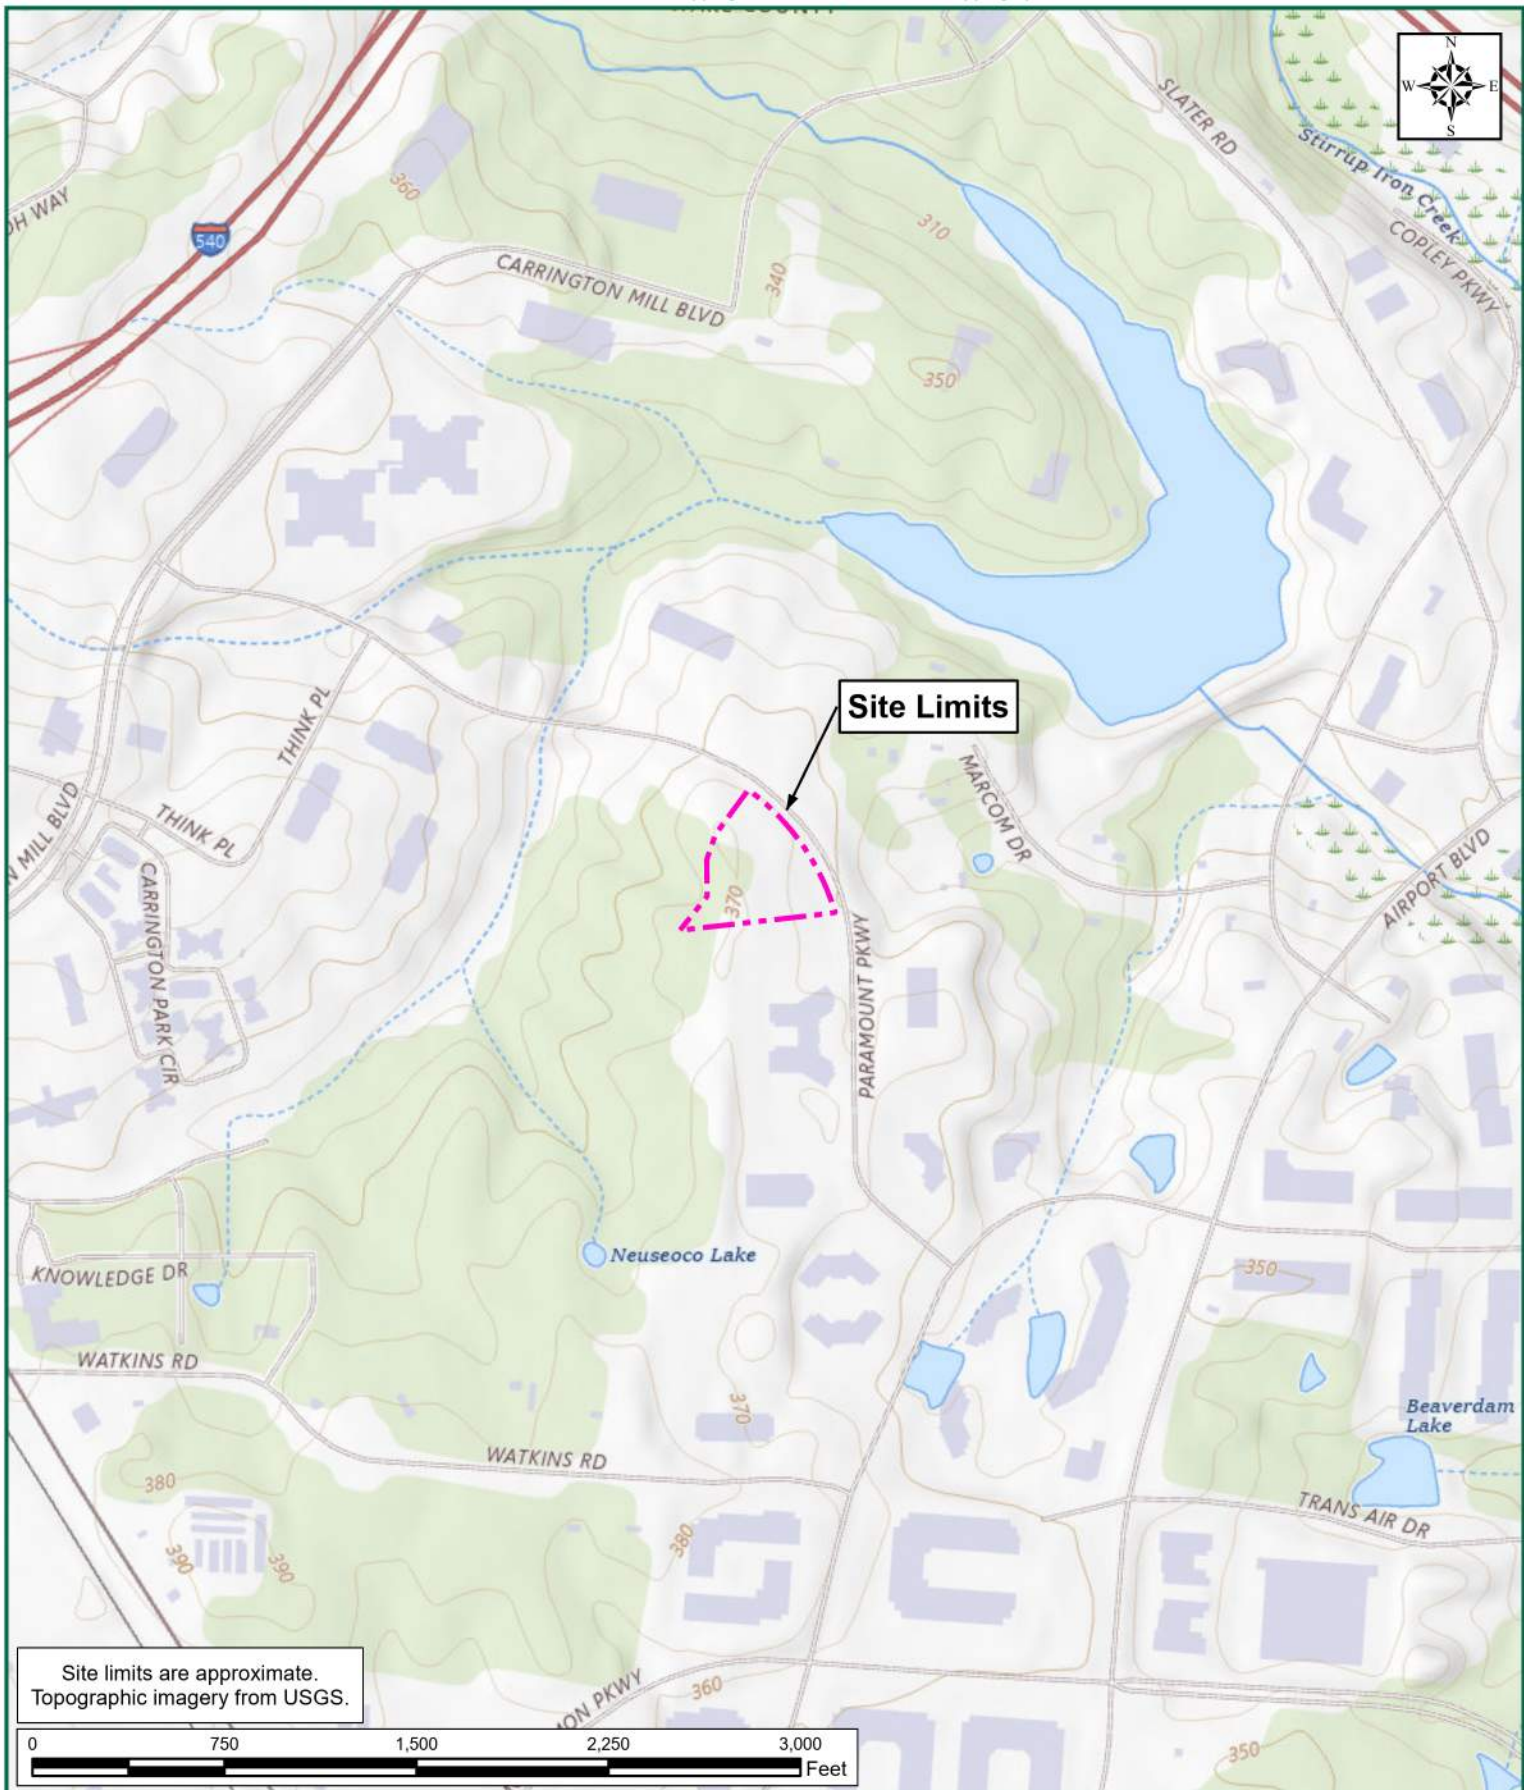 N
W E
S
SLATER RD
Stirrup Iron Creek
COPLEY PKWY
OH WAY
540
360
310
340
CARRINGTON MILL BLVD
350
Site Limits
THINK PL
MARCOM DR
N MILL BLVD
THINK PL
CARRINGTON PARK CIR
370
AIRPORT BLVD
PARAMOUNT PKWY
Neuseoco Lake
KNOWLEDGE DR
350
WATKINS RD
370
Beaverdam
Lake
WATKINS RD
380
TRANS AIR DR
380
390
390
Site limits are approximate.
Topographic imagery from USGS.
MON PKWY
360
350
0 750 1,500 2,250 3,000
Feet